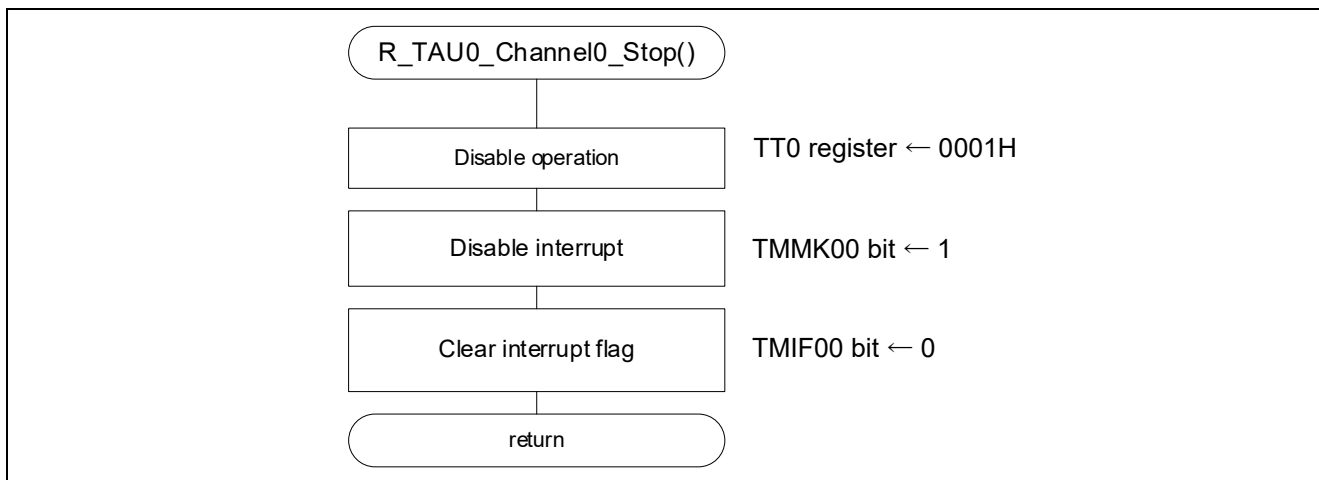 R_TAU0_Channel0_Stop()
Disable operation
TT0 register ← 0001H
Disable interrupt
TMMK00 bit ← 1
Clear interrupt flag
TMIF00 bit ← 0
return